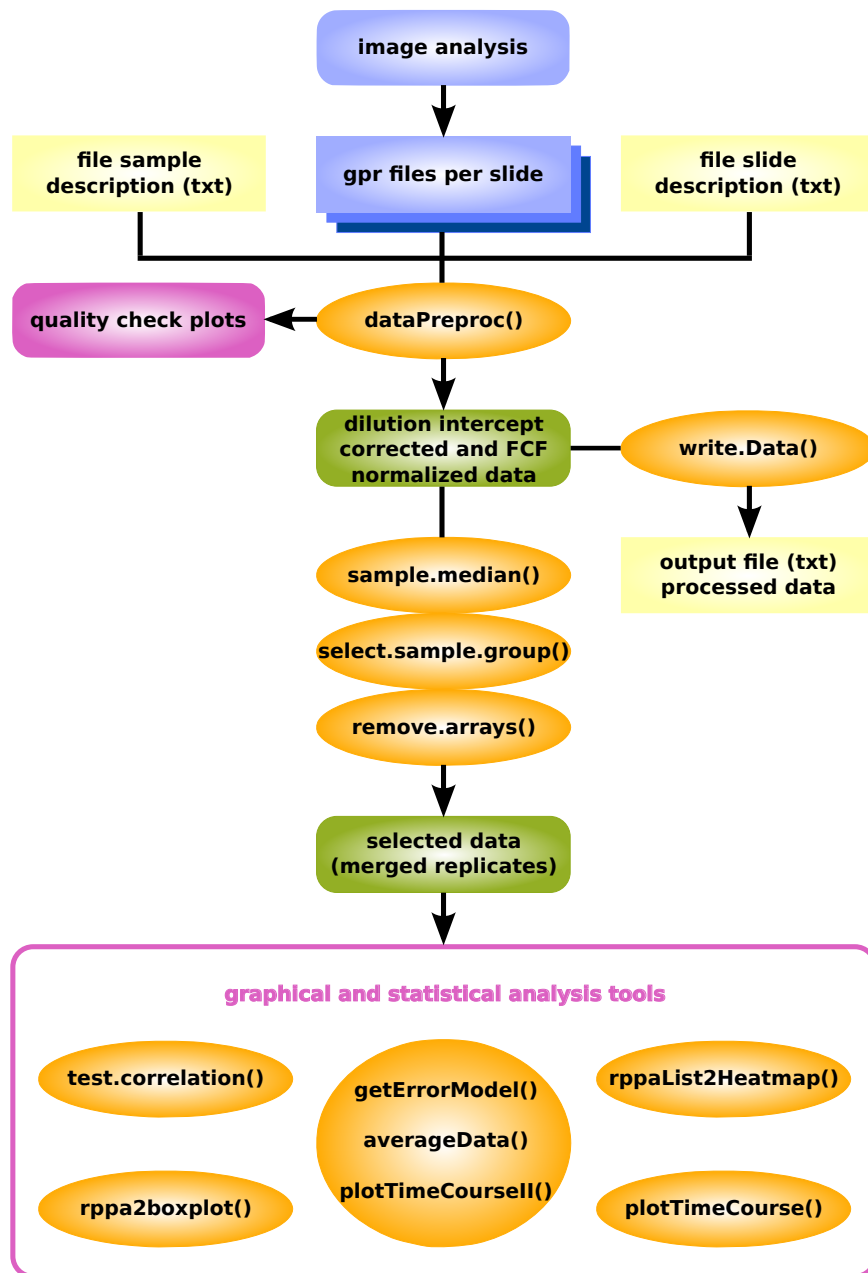 image analysis
file sample
description (txt)
gpr files per slide
file slide
description (txt)
quality check plots
dataPreproc()
dilution intercept
corrected and FCF
normalized data
write.Data()
sample.median()
output file (txt)
processed data
select.sample.group()
remove.arrays()
selected data
(merged replicates)
graphical and statistical analysis tools
test.correlation()
getErrorModel()
averageData()
plotTimeCourseII()
rppaList2Heatmap()
rppa2boxplot()
plotTimeCourse()